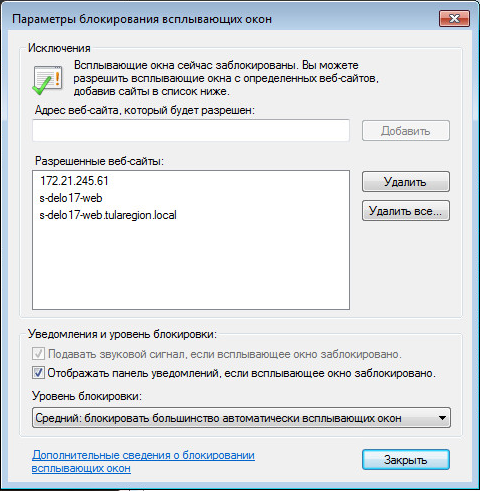 Параметры блокирования всплывающих окон
Исключения
Всплывающие окна сейчас заблокированы. Вы можете
разрешить всплывающие окна с определенных веб-сайтов,
добавив сайты в список ниже.
Адрес веб-сайта, который будет разрешен:
Добавить
Разрешенные веб-сайты:
172.21.245.61
s-delo17-web
s-delo17-web.tularegion.local
Удалить
Удалить все...
Уведомления и уровень блокировки:
Подавать звуковой сигнал, если всплывающее окно заблокировано.
Отображать панель уведомлений, если всплывающее окно заблокировано.
Уровень блокировки:
Средний: блокировать большинство автоматически всплывающих окон
Дополнительные сведения о блокировании
всплывающих окон
Закрыть